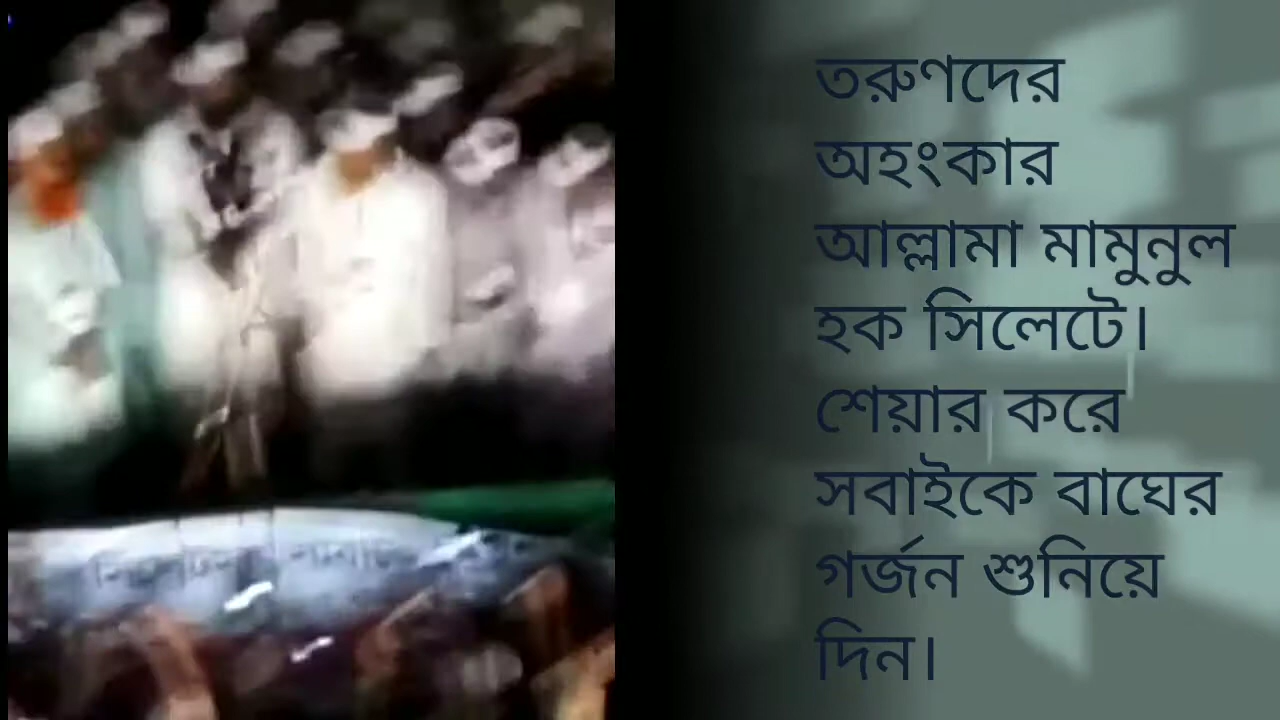 তরুণদের
অহংকার
আল্লামা মামুনুল
হক সিলেটে।
শেয়ার করে
সবাইকে বাঘের
গর্জন শুনিয়ে
দিন।